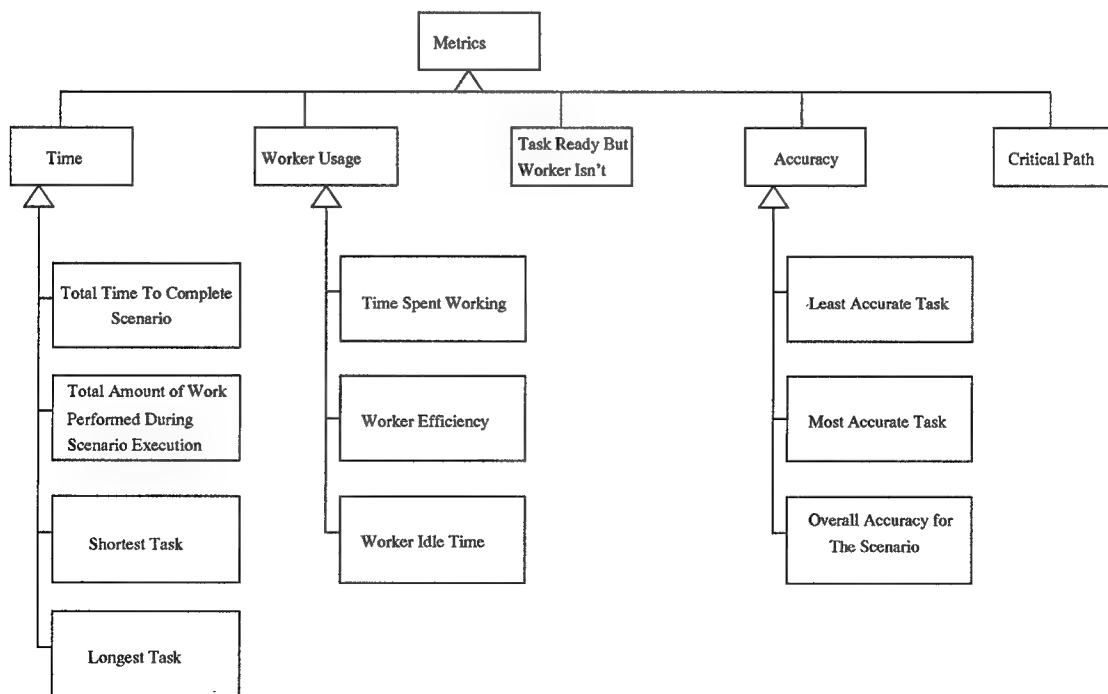 Metrics
Time
Worker Usage
Task Ready But
Worker Isn't
Accuracy
Critical Path
Total Time To Complete
Scenario
Total Amount of Work
Performed During
Scenario Execution
Shortest Task
Longest Task
Time Spent Working
Worker Efficiency
Worker Idle Time
Least Accurate Task
Most Accurate Task
Overall Accuracy for
The Scenario